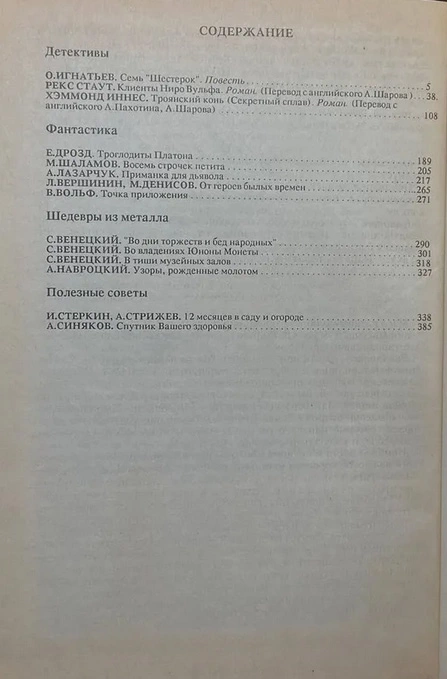 СОДЕРЖАНИЕ
Детективы
О.ИГНАТЬЕВ. Семь "Шестерок". Повесть 5
РЕКС СТАУТ. Клиенты Ниро Вульфа. Роман. (Перевод с английского А.Шарова) 38.
ХЭММОНД ИННЕС. Троянский конь (Секретный сплав). Роман. (Перевод с
английского А.Пахотина, А.Шарова) 108
Фантастика
Е.ДРОЗД. Троглодиты Платона 189
М.ШАЛАМОВ. Восемь строчек петита 205
А.ЛАЗАРЧУК. Приманка для дьявола 217
Л.ВЕРШИНИН, М.ДЕНИСОВ. От героев былых времен 265
В.ВОЛЬФ. Точка приложения 271
Шедевры из металла
С.ВЕНЕЦКИЙ. "Во дни торжеств и бед народных" 290
С.ВЕНЕЦКИЙ. Во владениях Юноны Монеты 301
С.ВЕНЕЦКИЙ. В тиши музейных залов 318
А.НАВРОЦКИЙ. Узоры, рожденные молотом 327
Полезные советы
И.СТЕРКИН, А.СТРИЖЕВ. 12 месяцев в саду и огороде 338
А.СИНЯКОВ. Спутник Вашего здоровья 385